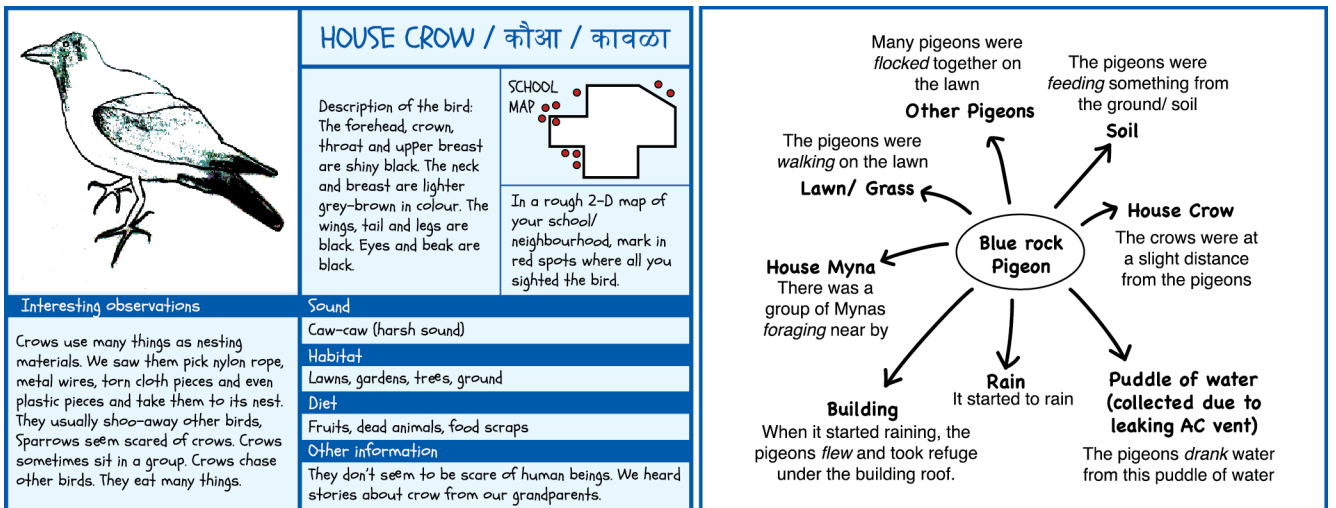 HOUSE CROW / कौआ / कावळा
Description of the bird:
The forehead, crown,
throat and upper breast
are shiny black. The neck
and breast are lighter
grey-brown in colour. The
wings, tail and legs are
black. Eyes and beak are
black.
SCHOOL
MAP
In a rough 2-D map of
your school/
neighbourhood, mark in
red spots where all you
sighted the bird.
Interesting observations
Crows use many things as nesting
materials. We saw them pick nylon rope,
metal wires, torn cloth pieces and even
plastic pieces and take them to its nest.
They usually shoo-away other birds,
Sparrows seem scared of crows. Crows
sometimes sit in a group. Crows chase
other birds. They eat many things.
Sound
Caw-caw (harsh sound)
Habitat
Lawns, gardens, trees, ground
Diet
Fruits, dead animals, food scraps
Other information
They don't seem to be scare of human beings. We heard
stories about crow from our grandparents.
Many pigeons were
flocked together on
the lawn
Other Pigeons
The pigeons were
feeding something from
the ground/ soil
Soil
The pigeons were
walking on the lawn
Lawn/ Grass
House Crow
The crows were at
a slight distance
from the pigeons
Blue rock
Pigeon
House Myna
There was a
group of Mynas
foraging near by
Building
When it started raining, the
pigeons flew and took refuge
under the building roof.
Rain
It started to rain
Puddle of water
(collected due to
leaking AC vent)
The pigeons drank water
from this puddle of water